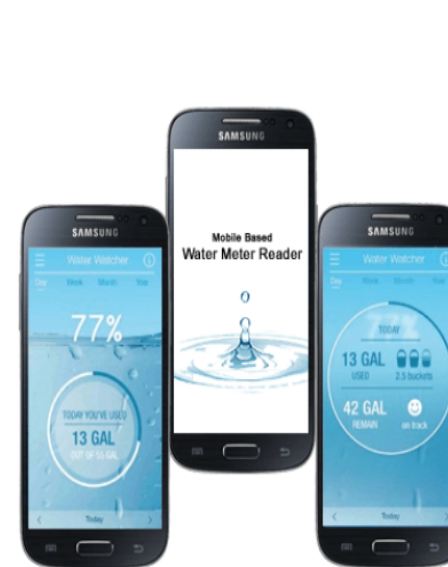 SAMSUNG
Mobile Based
Water Meter Reader
SAMSUNG
Water Watcher
Day Week Month Year
77%
TODAY YOU'VE USED
13 GAL
OUT OF 55 GAL
Today
SAMSUNG
Water Watcher
Day Week Month Year
TODAY
13 GAL
USED
2.5 buckets
42 GAL
REMAIN
on track
Today